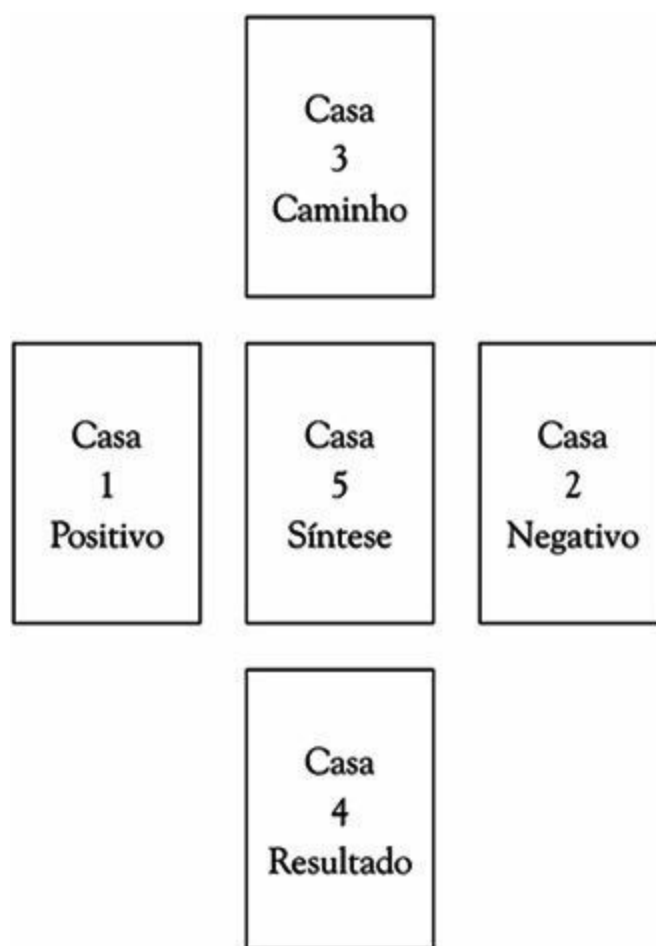 Casa
3
Caminho
Casa
1
Positivo
Casa
5
Síntese
Casa
2
Negativo
Casa
4
Resultado